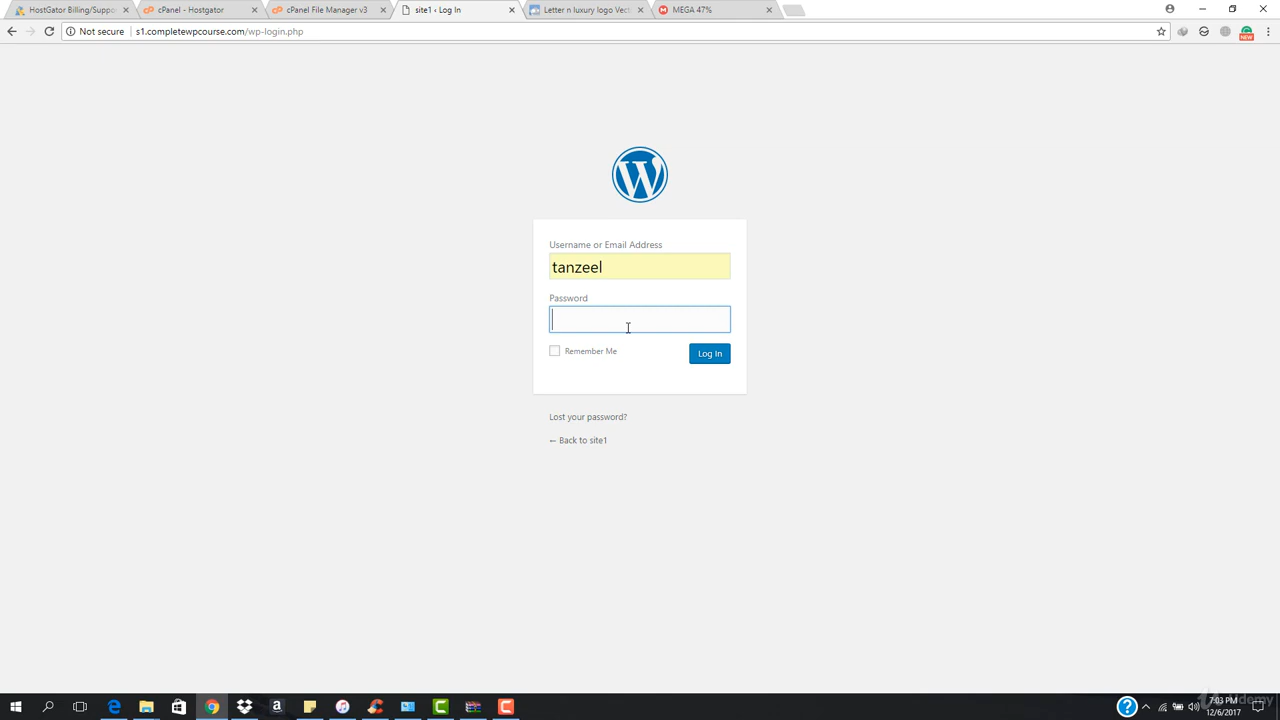 HostGator Billing/Suppo
cPanel - Hostgator
cPanel File Manager v3
site1 ‹ Log In
Letter n luxury logo Vect
MEGA 47%
Not secure
s1.completewpcourse.com/wp-login.php
NEW
W
Username or Email Address
tanzeel
Password
Remember Me
Log In
Lost your password?
← Back to site1
7:03 PM
12/6/2017
Udemy